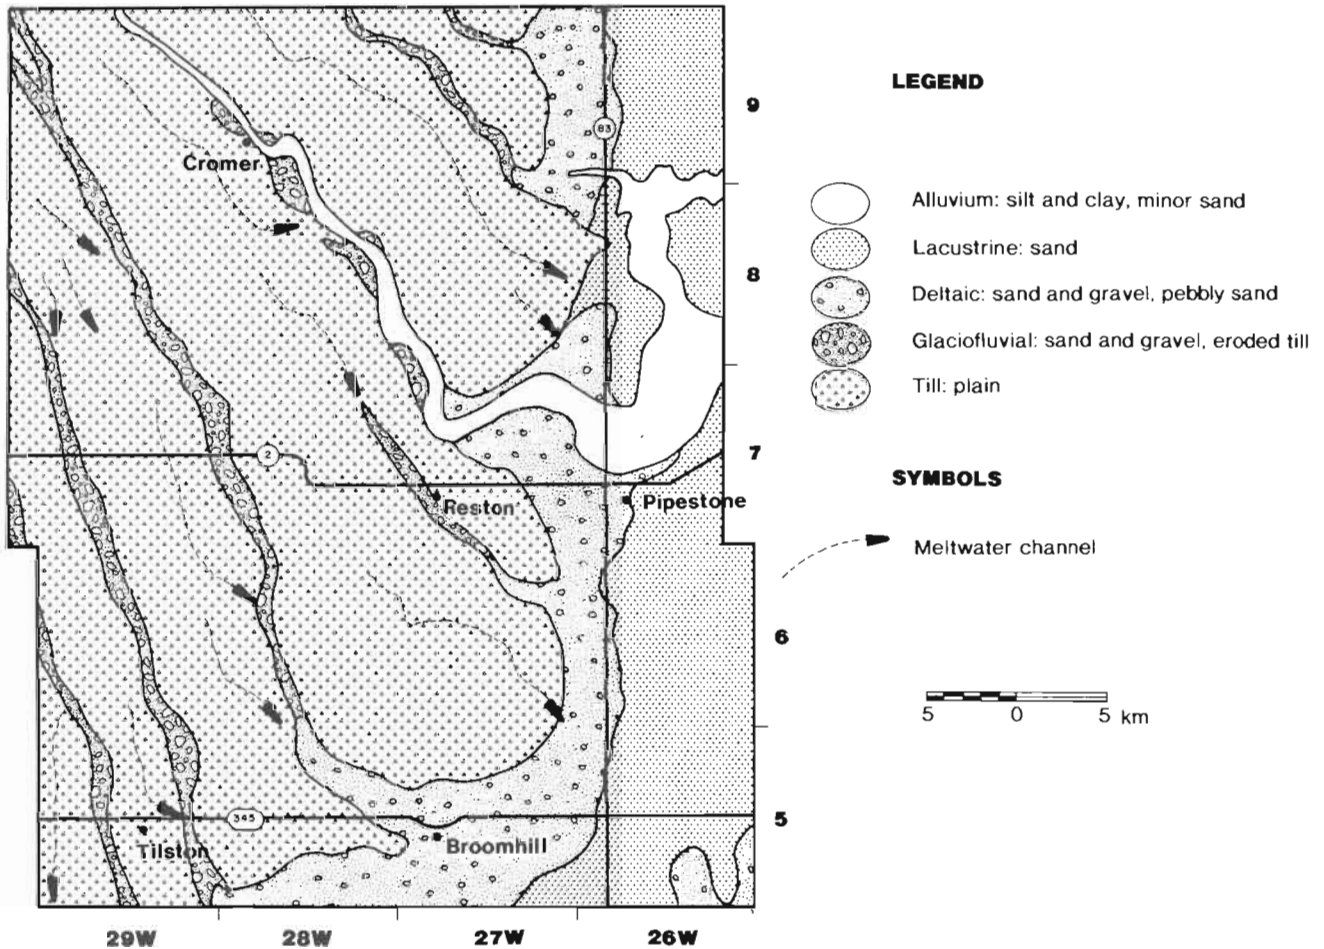 LEGEND
Alluvium: silt and clay, minor sand
Lacustrine: sand
Deltaic: sand and gravel, pebbly sand
Glaciofluvial: sand and gravel, eroded till
Till: plain
SYMBOLS
Meltwater channel
5 0 5 km
9
83
Cromer
8
2
7
Reston
Pipestone
6
345
5
Tilston
Broomhill
29W 28W 27W 26W